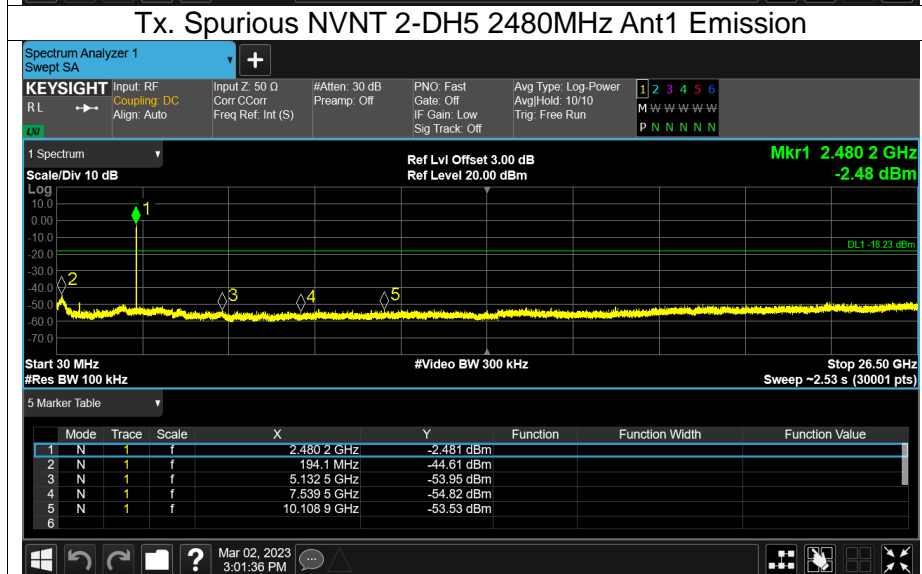 Tx. Spurious NVNT 2-DH5 2480MHz Ant1 Emission
Spectrum Analyzer 1
Swept SA
+
KEYSIGHT
R L
LXI
Input: RF
Coupling: DC
Align: Auto
Input Z: 50 Ω
Corr CCorr
Freq Ref: Int (S)
#Atten: 30 dB
Preamp: Off
PNO: Fast
Gate: Off
IF Gain: Low
Sig Track: Off
Avg Type: Log-Power
Avg|Hold: 10/10
Trig: Free Run
1 2 3 4 5 6
M W W W W W
P N N N N N
1 Spectrum
Scale/Div 10 dB
Ref Lvl Offset 3.00 dB
Ref Level 20.00 dBm
Mkr1 2.480 2 GHz
-2.48 dBm
Log
10.0
0.00
-10.0
-20.0
-30.0
-40.0
-50.0
-60.0
-70.0
1
2
3
4
5
DL1 -18.23 dBm
Start 30 MHz
#Res BW 100 kHz
#Video BW 300 kHz
Stop 26.50 GHz
Sweep ~2.53 s (30001 pts)
5 Marker Table
Mode Trace Scale X Y Function Function Width Function Value
1 N 1 f 2.480 2 GHz -2.481 dBm
2 N 1 f 194.1 MHz -44.61 dBm
3 N 1 f 5.132 5 GHz -53.95 dBm
4 N 1 f 7.539 5 GHz -54.82 dBm
5 N 1 f 10.108 9 GHz -53.53 dBm
6
?
Mar 02, 2023
3:01:36 PM